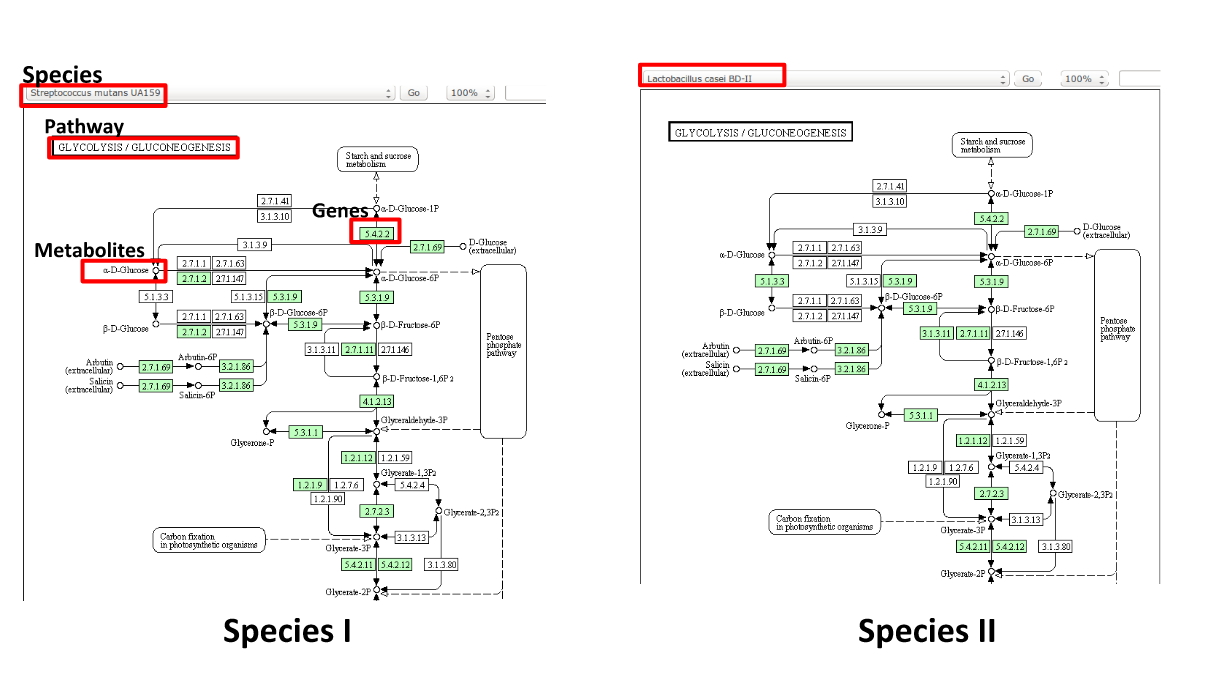 Species
Streptococcus mutans UA159
Go
100%
Pathway
GLYCOLYSIS / GLUCONEOGENESIS
Starch and sucrose
metabolism
2.7.1.41
3.1.3.10
Genes
α-D-Glucose-1P
5.4.2.2
Metabolites
3.1.3.9
2.7.1.69
D-Glucose
(extracellular)
α-D-Glucose
2.7.1.1
2.7.1.63
2.7.1.2
2.7.1.147
α-D-Glucose-6P
5.1.3.3
5.1.3.15
5.3.1.9
5.3.1.9
β-D-Glucose-6P
β-D-Glucose
2.7.1.1
2.7.1.63
2.7.1.2
2.7.1.147
5.3.1.9
β-D-Fructose-6P
3.1.3.11
2.7.1.11
2.7.1.146
Pentose
phosphate
pathway
Arbutin
(extracellular)
2.7.1.69
Arbutin-6P
3.2.1.86
Salicin
(extracellular)
2.7.1.69
Salicin-6P
3.2.1.86
β-D-Fructose-1,6P2
4.1.2.13
Glyceraldehyde-3P
Glycerone-P
5.3.1.1
1.2.1.12
1.2.1.59
Glycerate-1,3P2
1.2.1.9
1.2.7.6
1.2.1.90
5.4.2.4
2.7.2.3
Glycerate-2,3P2
Carbon fixation
in photosynthetic organisms
3.1.3.13
Glycerate-3P
5.4.2.11
5.4.2.12
3.1.3.80
Glycerate-2P
Species I
Lactobacillus casei BD-II
Go
100%
GLYCOLYSIS / GLUCONEOGENESIS
Starch and sucrose
metabolism
2.7.1.41
3.1.3.10
α-D-Glucose-1P
5.4.2.2
3.1.3.9
2.7.1.69
D-Glucose
(extracellular)
α-D-Glucose
2.7.1.1
2.7.1.63
2.7.1.2
2.7.1.147
α-D-Glucose-6P
5.1.3.3
5.1.3.15
5.3.1.9
5.3.1.9
β-D-Glucose-6P
β-D-Glucose
2.7.1.1
2.7.1.63
2.7.1.2
2.7.1.147
5.3.1.9
β-D-Fructose-6P
3.1.3.11
2.7.1.11
2.7.1.146
Pentose
phosphate
pathway
Arbutin
(extracellular)
2.7.1.69
Arbutin-6P
3.2.1.86
Salicin
(extracellular)
2.7.1.69
Salicin-6P
3.2.1.86
β-D-Fructose-1,6P2
4.1.2.13
Glyceraldehyde-3P
Glycerone-P
5.3.1.1
1.2.1.12
1.2.1.59
Glycerate-1,3P2
1.2.1.9
1.2.7.6
1.2.1.90
5.4.2.4
2.7.2.3
Glycerate-2,3P2
Carbon fixation
in photosynthetic organisms
3.1.3.13
Glycerate-3P
5.4.2.11
5.4.2.12
3.1.3.80
Glycerate-2P
Species II